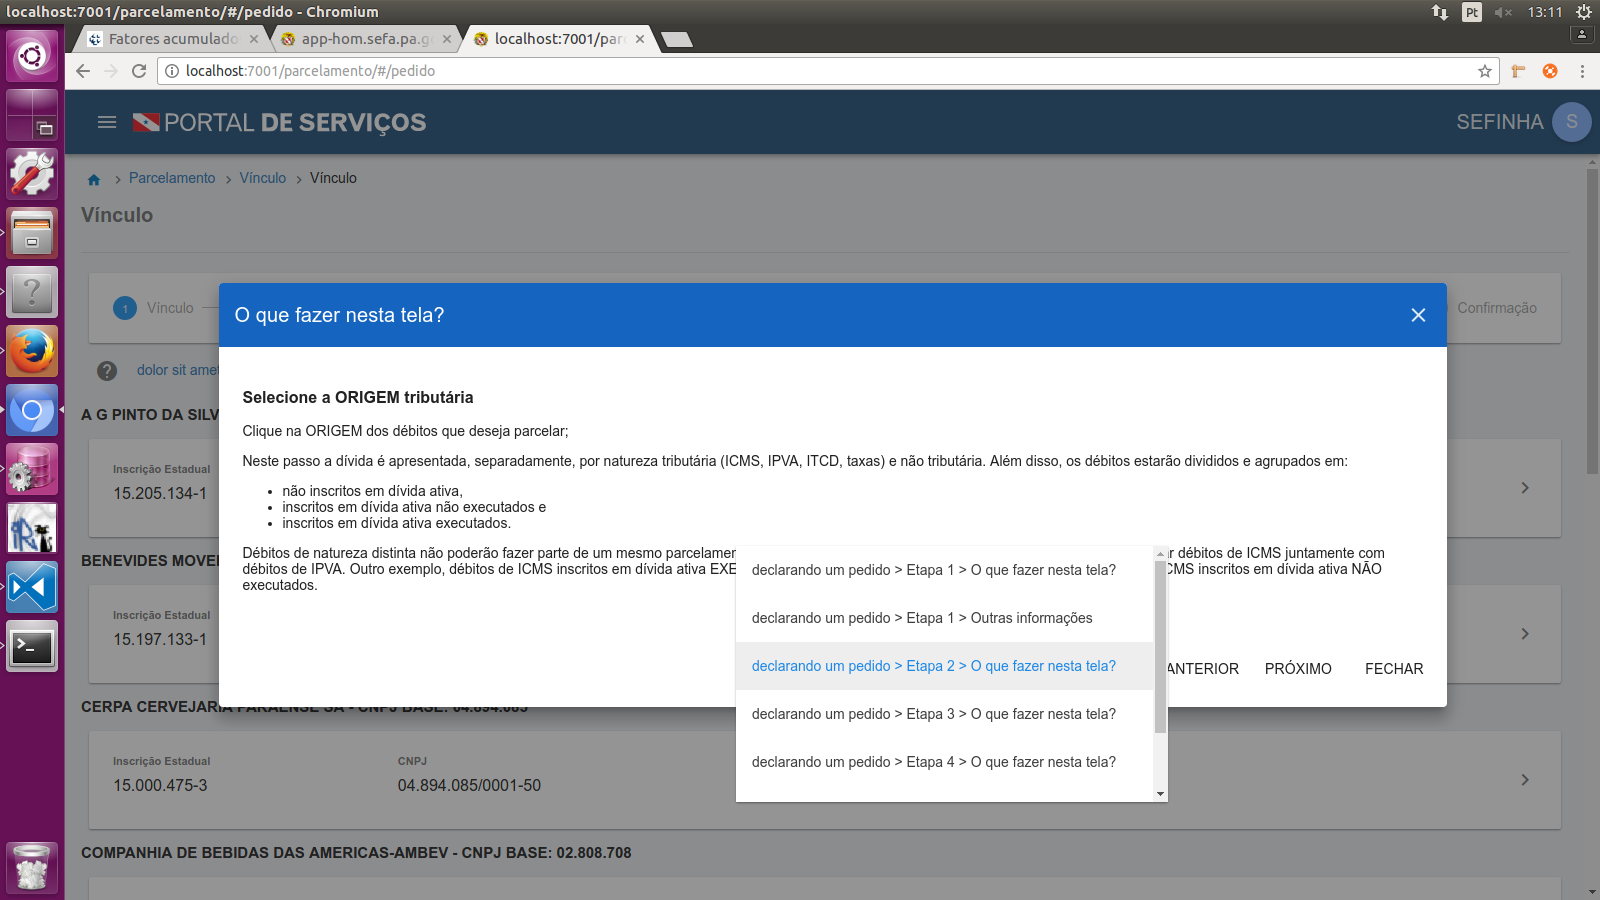 localhost:7001/parcelamento/#/pedido - Chromium
Pt
13:11
Fatores acumulado
app-hom.sefa.pa.g
localhost:7001/par
localhost:7001/parcelamento/#/pedido
PORTAL DE SERVIÇOS
SEFINHA
S
Parcelamento
Vínculo
Vínculo
Vínculo
1
Vínculo
Confirmação
dolor sit amet
O que fazer nesta tela?
Selecione a ORIGEM tributária
Clique na ORIGEM dos débitos que deseja parcelar;
Neste passo a dívida é apresentada, separadamente, por natureza tributária (ICMS, IPVA, ITCD, taxas) e não tributária. Além disso, os débitos estarão divididos e agrupados em:
• não inscritos em dívida ativa,
• inscritos em dívida ativa não executados e
• inscritos em dívida ativa executados.
Débitos de natureza distinta não poderão fazer parte de um mesmo parcelamen r débitos de ICMS juntamente com
débitos de IPVA. Outro exemplo, débitos de ICMS inscritos em dívida ativa EXE CMS inscritos em dívida ativa NÃO
executados.
declarando um pedido > Etapa 1 > O que fazer nesta tela?
declarando um pedido > Etapa 1 > Outras informações
declarando um pedido > Etapa 2 > O que fazer nesta tela?
declarando um pedido > Etapa 3 > O que fazer nesta tela?
declarando um pedido > Etapa 4 > O que fazer nesta tela?
ANTERIOR
PRÓXIMO
FECHAR
A G PINTO DA SILV
Inscrição Estadual
15.205.134-1
BENEVIDES MOVE
Inscrição Estadual
15.197.133-1
CERPA CERVEJARIA PARAENSE SA - CNPJ BASE: 04.894.085
Inscrição Estadual
CNPJ
15.000.475-3
04.894.085/0001-50
COMPANHIA DE BEBIDAS DAS AMERICAS-AMBEV - CNPJ BASE: 02.808.708